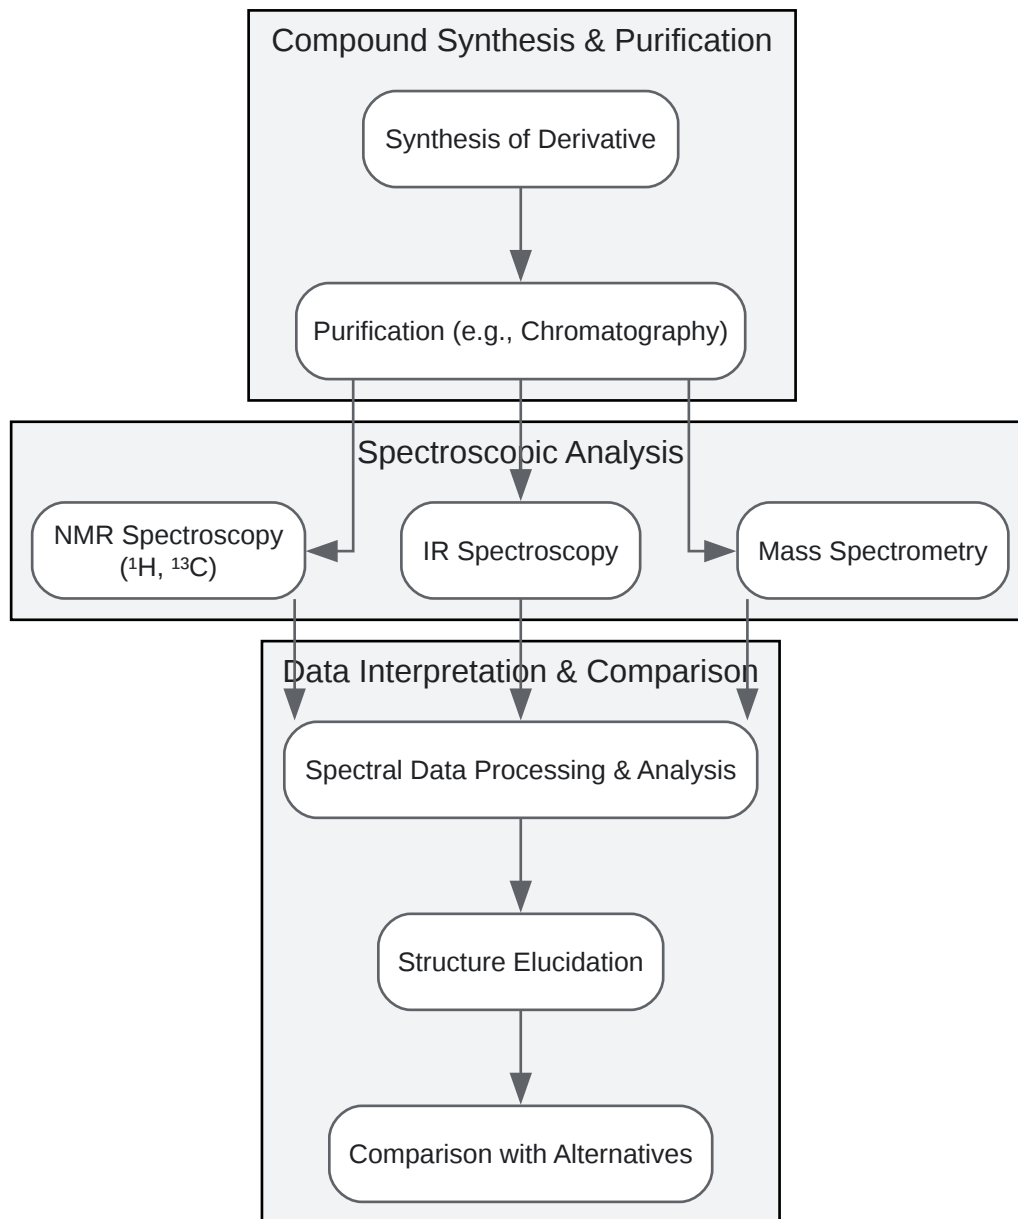 Compound Synthesis & Purification
Synthesis of Derivative
Purification (e.g., Chromatography)
Spectroscopic Analysis
NMR Spectroscopy
(¹H, ¹³C)
IR Spectroscopy
Mass Spectrometry
Data Interpretation & Comparison
Spectral Data Processing & Analysis
Structure Elucidation
Comparison with Alternatives